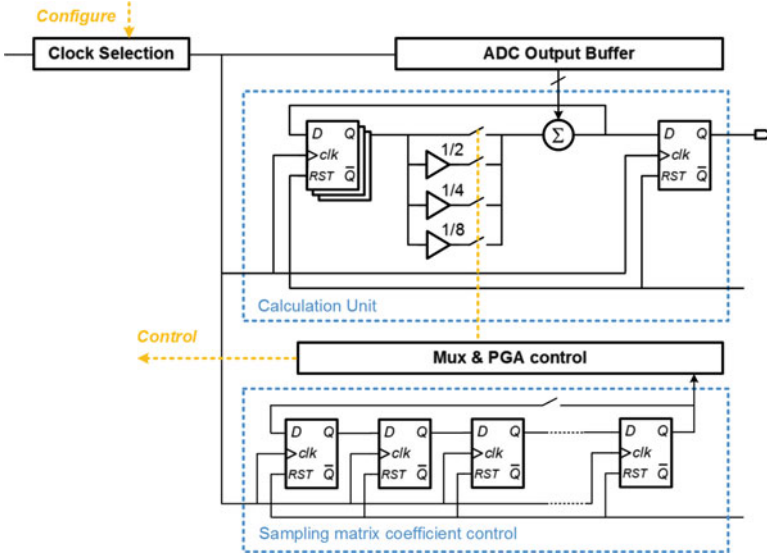 Configure
Clock Selection
ADC Output Buffer
D Q
clk
RST Q
1/2
1/4
1/8
Σ
D Q
clk
RST Q
Calculation Unit
Control
Mux & PGA control
D Q
clk
RST Q
D Q
clk
RST Q
D Q
clk
RST Q
D Q
clk
RST Q
Sampling matrix coefficient control